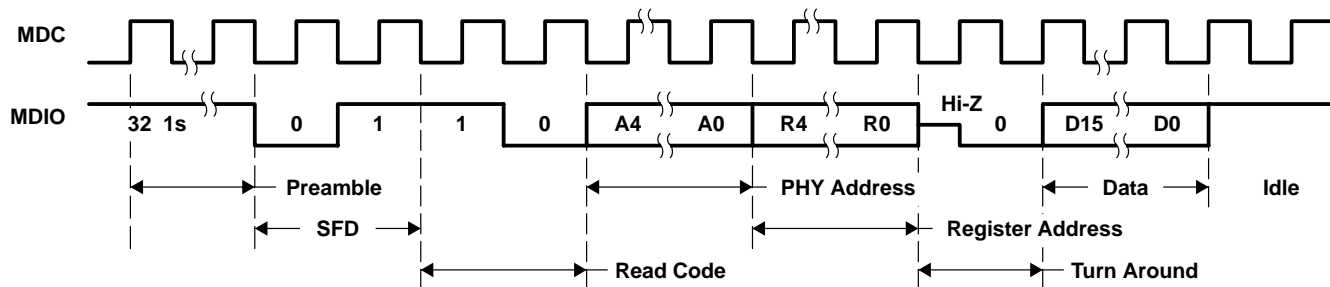 MDC
MDIO
32 1s 0 1 1 0 A4 A0 R4 R0 Hi-Z 0 D15 D0
Preamble PHY Address Data Idle
SFD Register Address
Read Code Turn Around